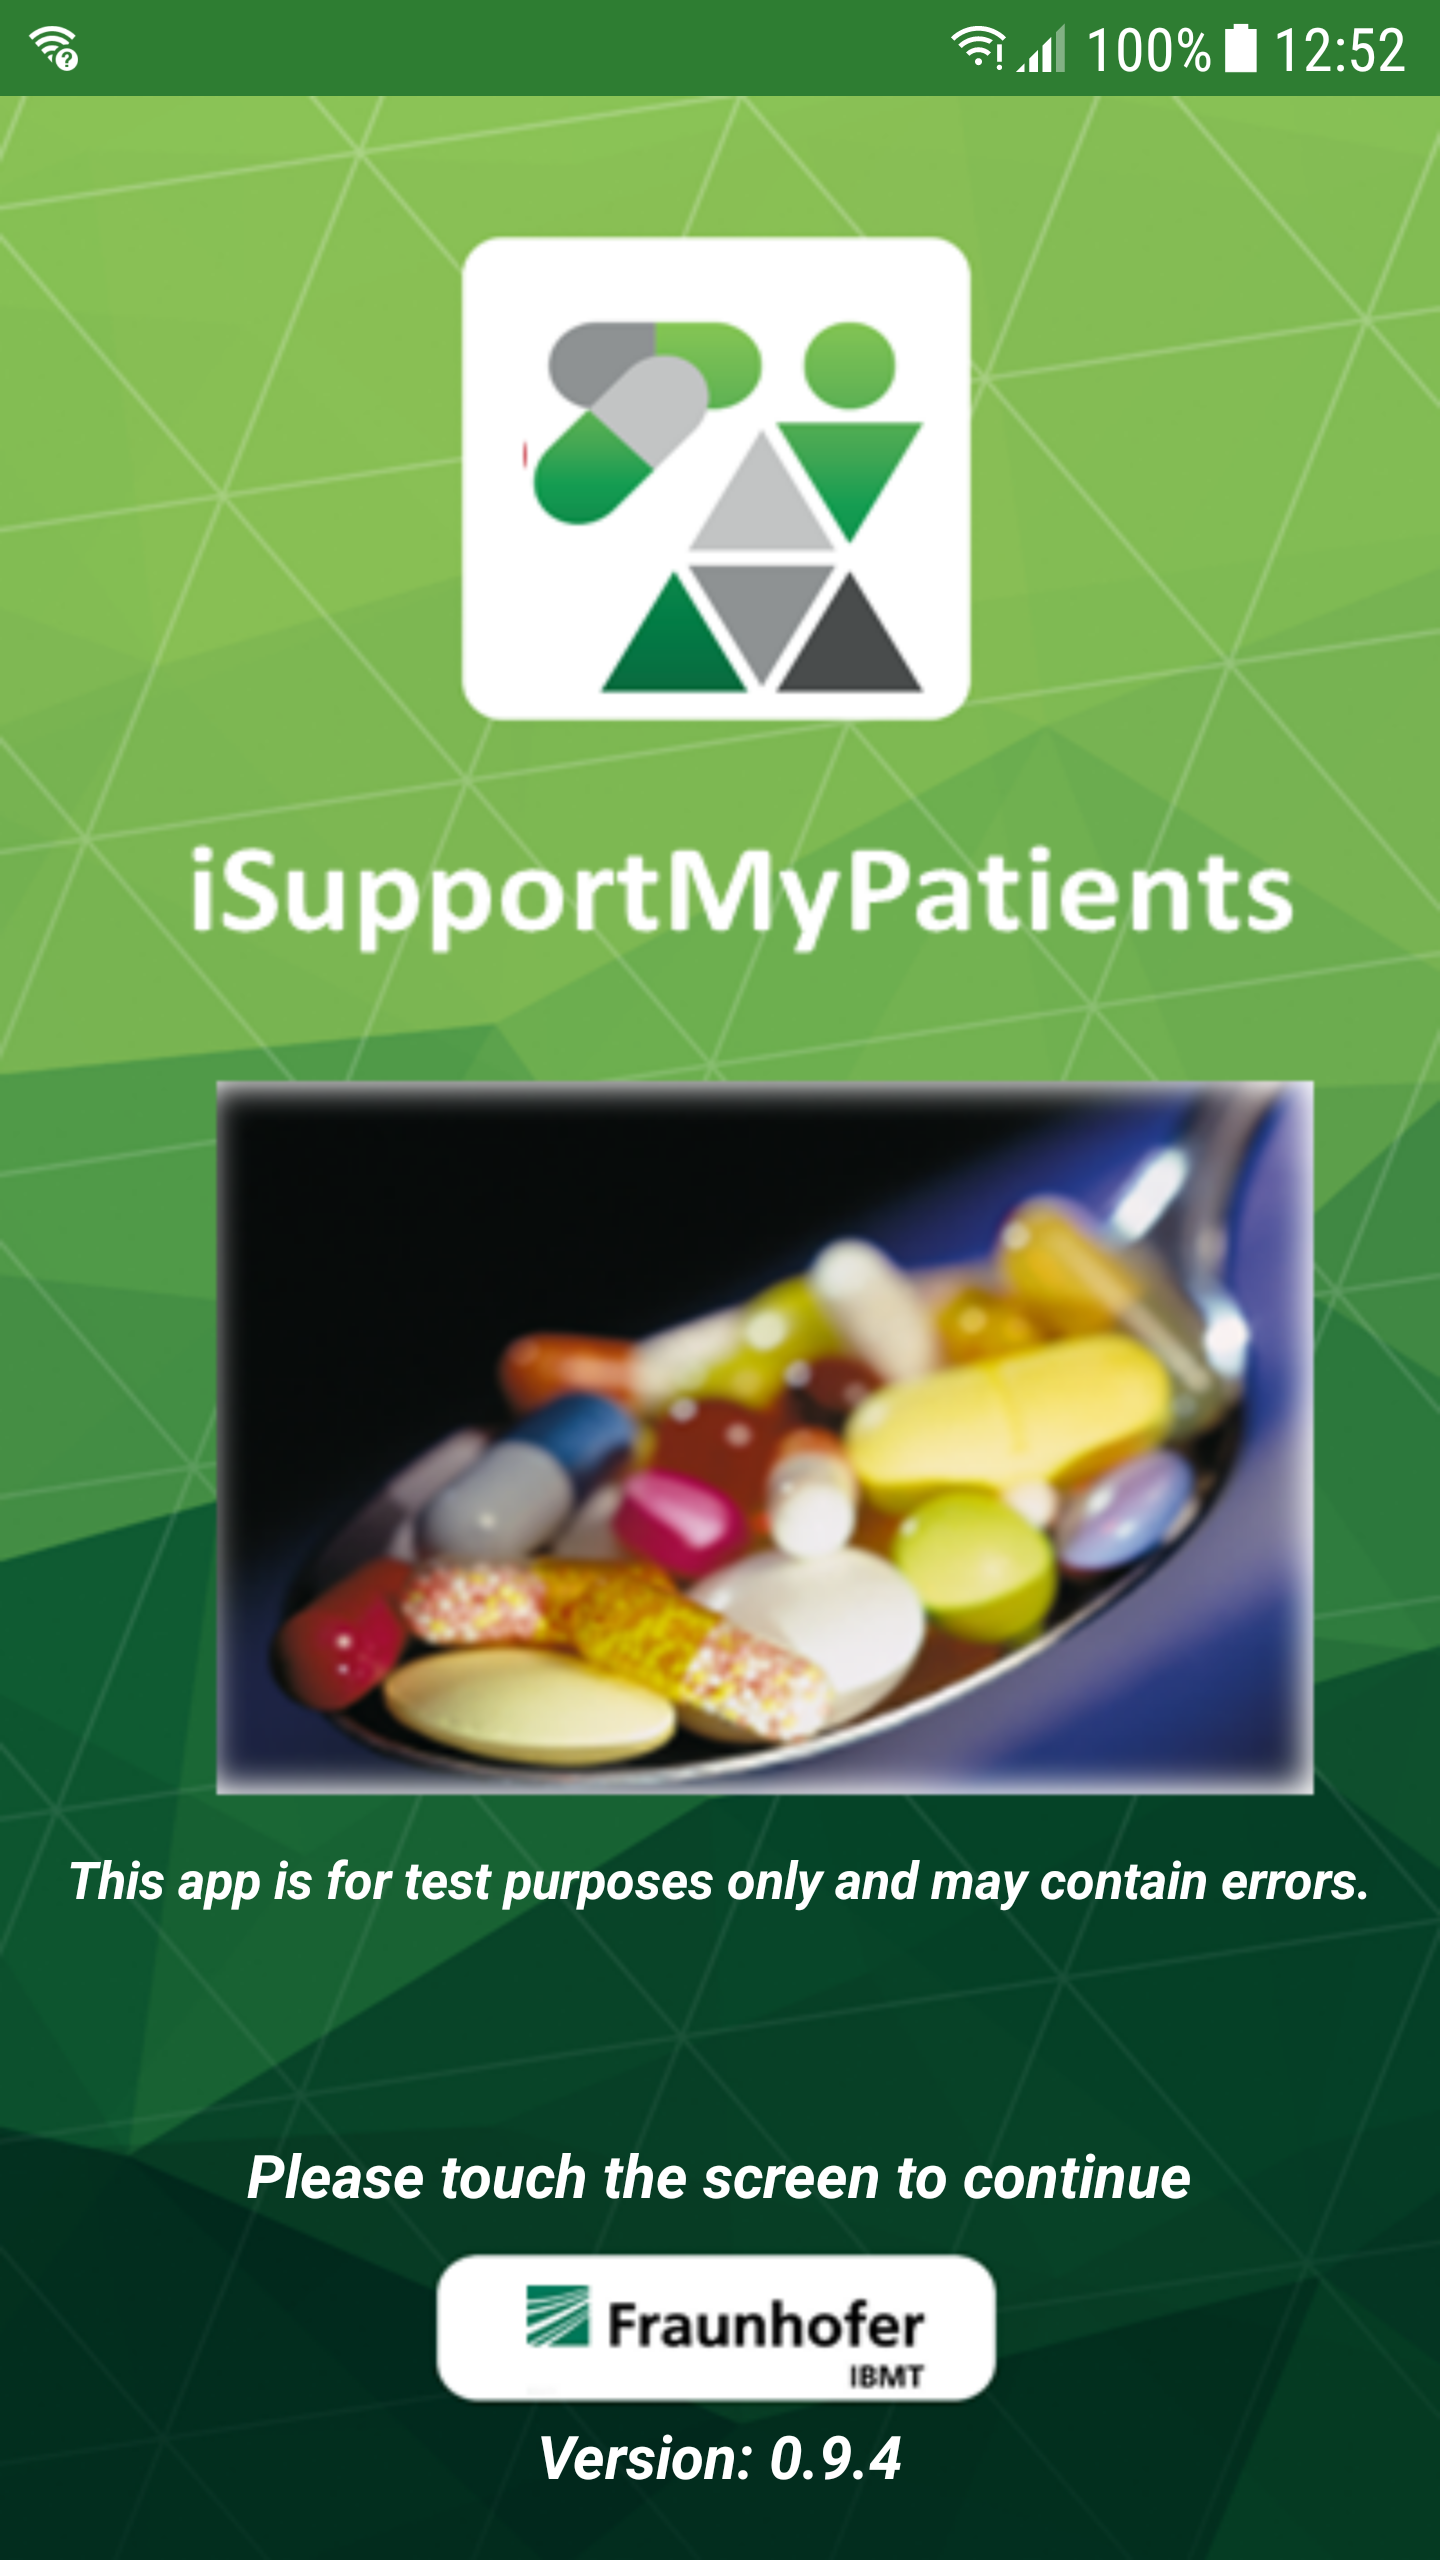 100% 12:52
iSupportMyPatients
This app is for test purposes only and may contain errors.
Please touch the screen to continue
Fraunhofer
IBMT
Version: 0.9.4